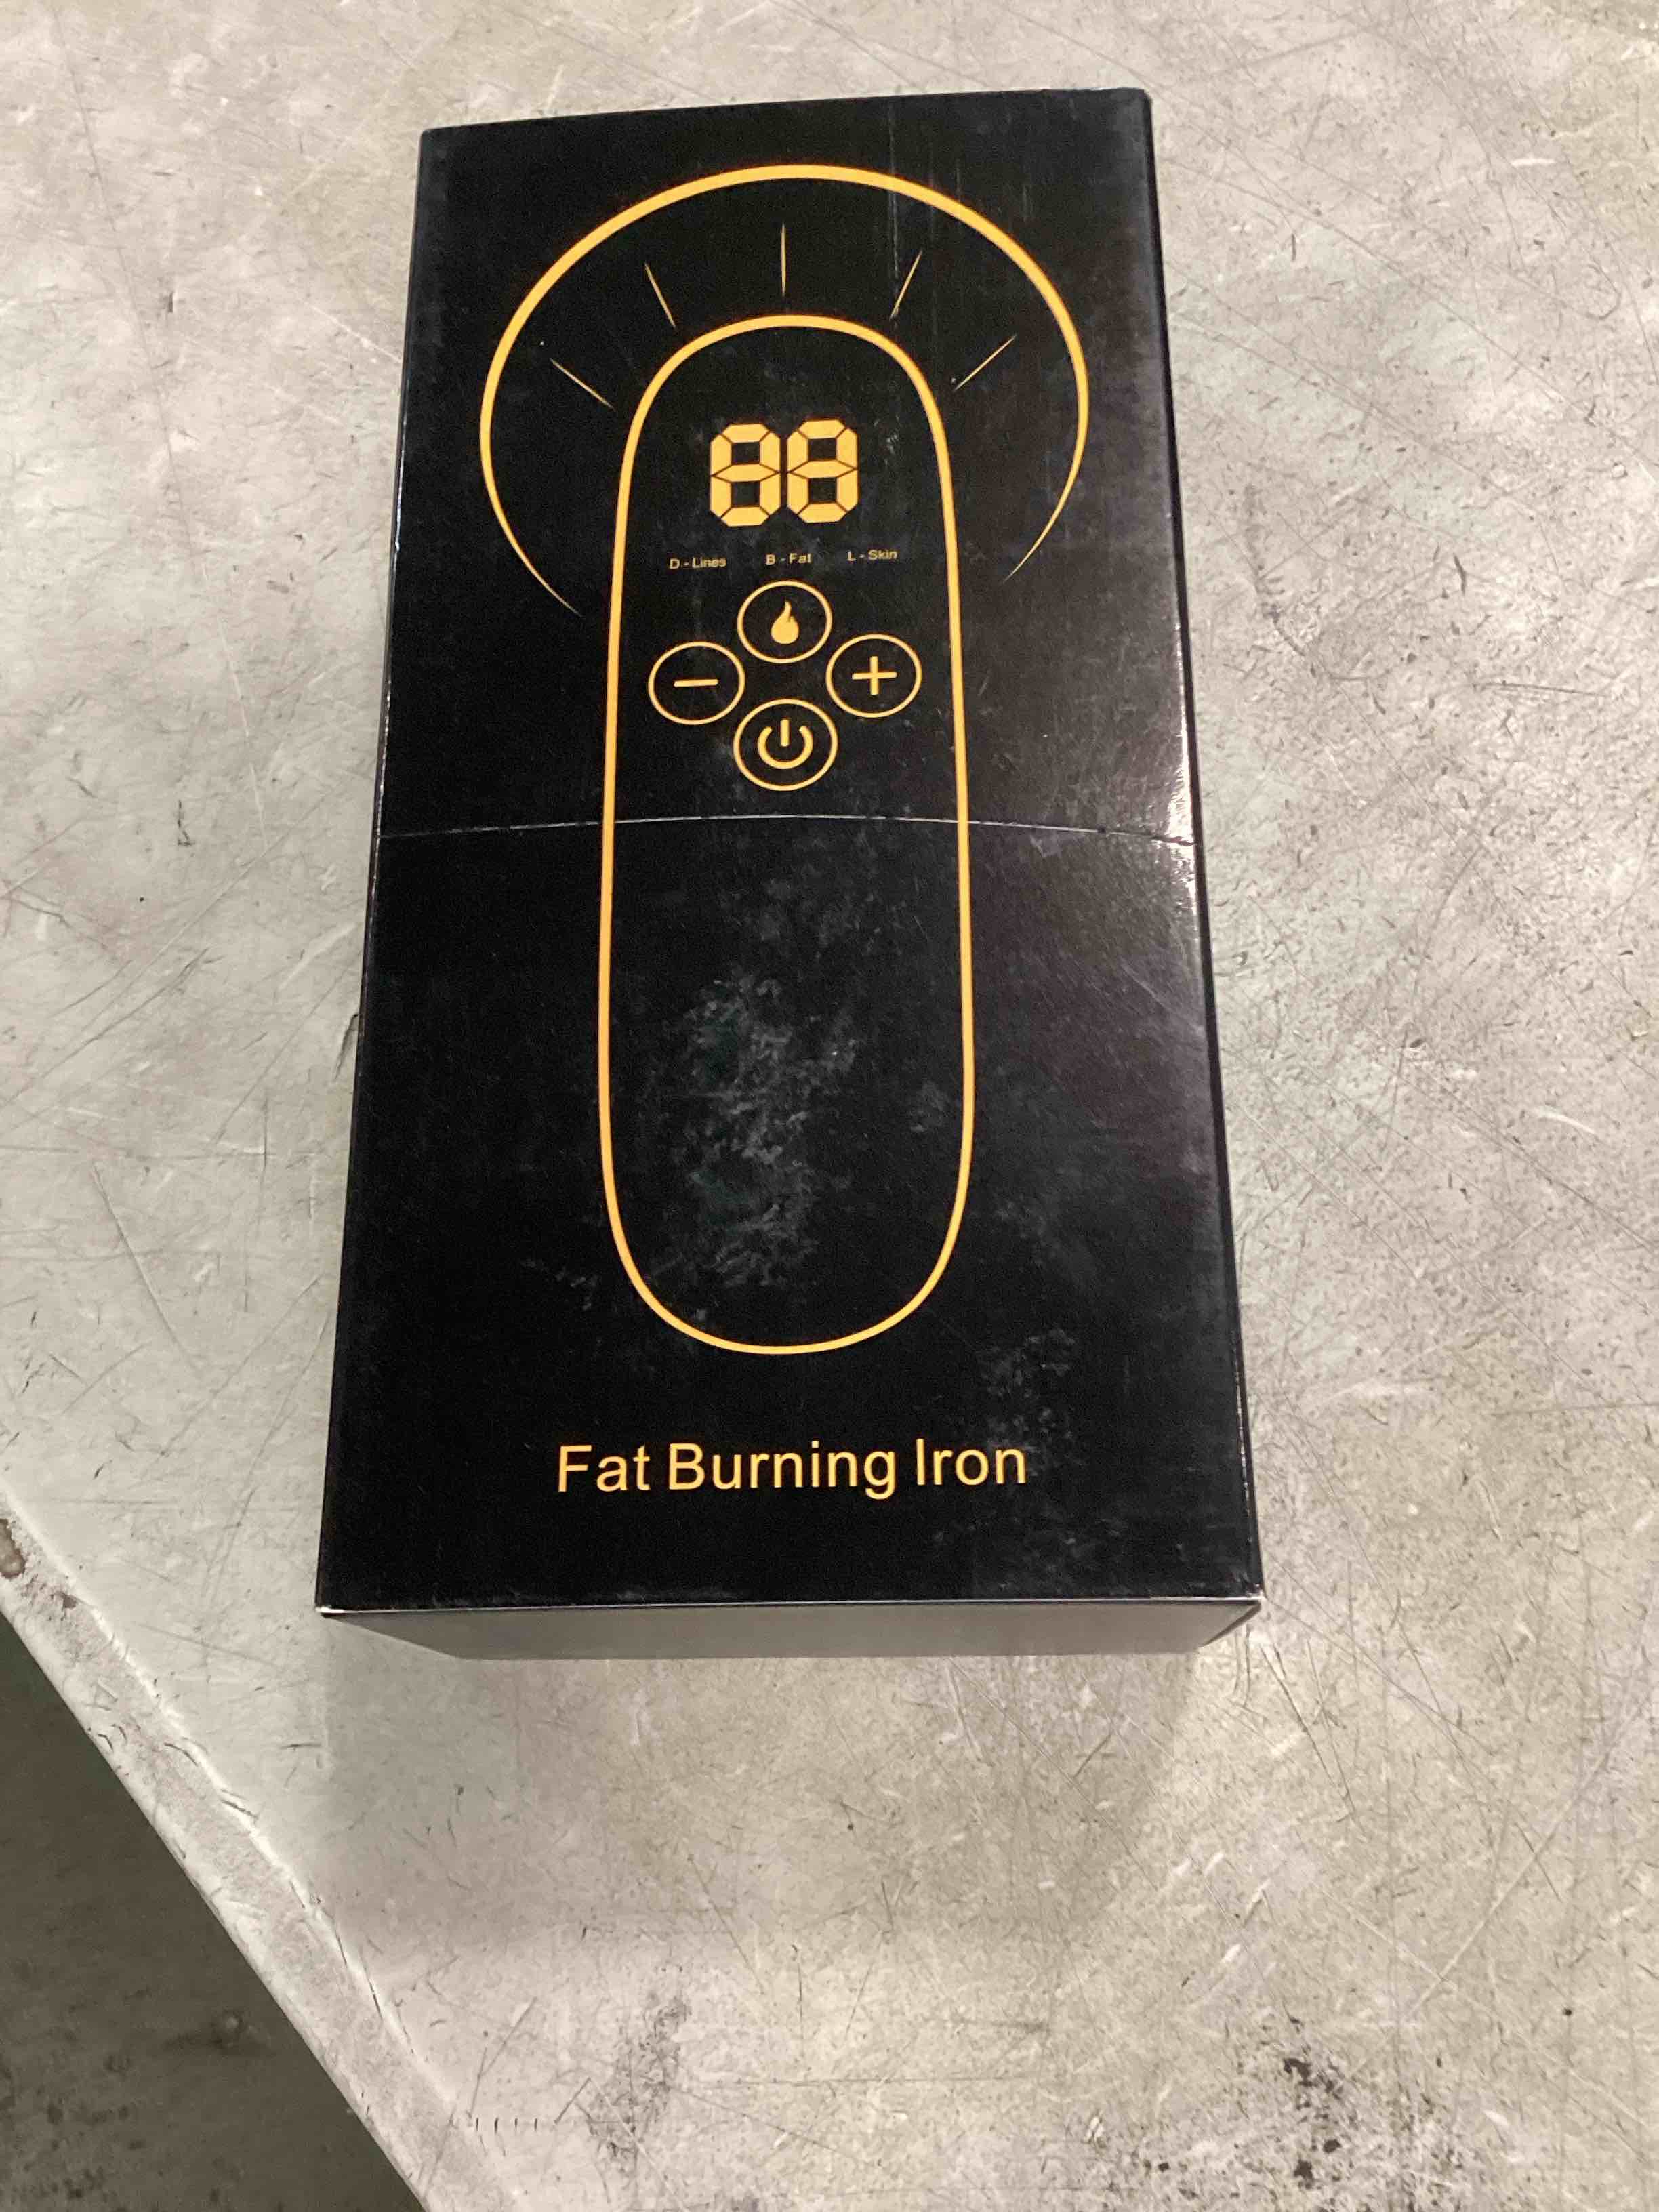 88
D - Lines B - Fat L - Skin
Fat Burning Iron